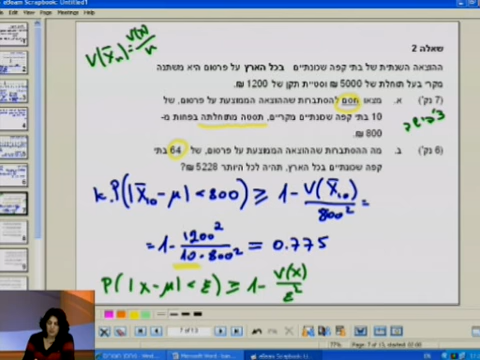 eBeam Scrapbook: Untitled1
שאלה 2
V(X̄n) = V(X)/n
ההוצאה השנתית של בתי קפה שכונתיים בכל הארץ על פרסום היא משתנה
מקרי בעל תוחלת של 5000 ₪ וסטיית תקן של 1200 ₪.
(7 נק') א. מצאו חסם להסתברות שההוצאה הממוצעת על פרסום, של
10 בתי קפה שכונתיים מקריים, תסטה מתוחלתה בפחות מ-
800 ₪.
צ'בישב
(6 נק') ב. מה ההסתברות שההוצאה הממוצעת על פרסום, של 64 בתי
קפה שכונתיים בכל הארץ, תהיה לכל היותר 5228 ₪?
k. P(|X̄10 - μ| < 800) ≥ 1 - V(X̄10)/800² =
= 1 - 1200²/(10·800²) = 0.775
P(|X - μ| < ε) ≥ 1 - V(X)/ε²
7 of 13